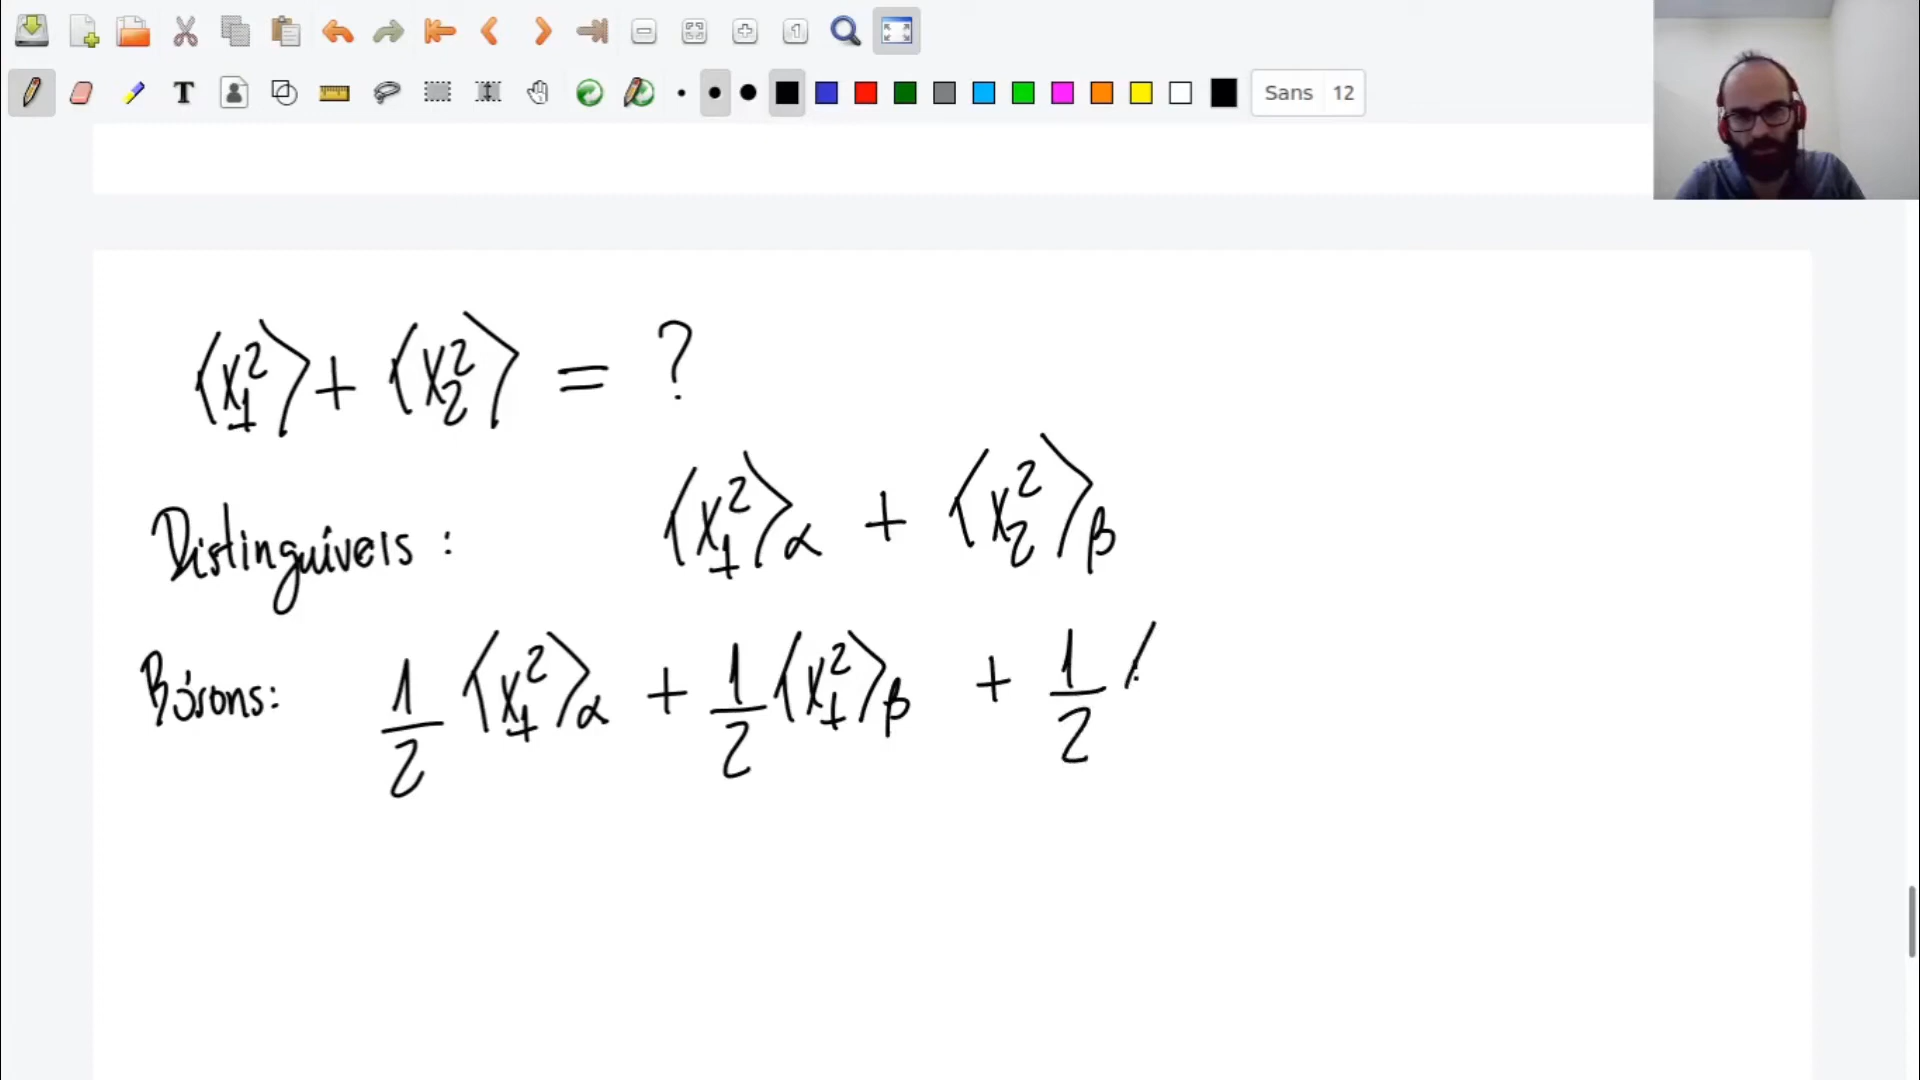 T Sans 12
⟨x₁²⟩ + ⟨x₂²⟩ = ?
Distinguíveis : ⟨x₁²⟩α + ⟨x₂²⟩β
Bósons: 1/2 ⟨x₁²⟩α + 1/2 ⟨x₁²⟩β + 1/2 ⟨